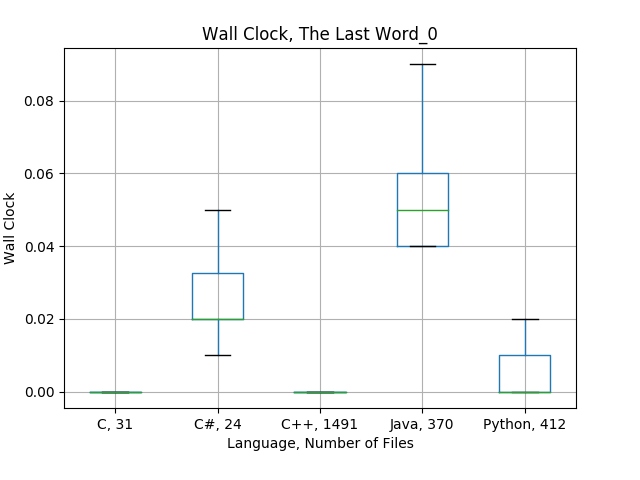 Wall Clock, The Last Word_0
0.08
0.06
0.04
0.02
0.00
Wall Clock
C, 31 C#, 24 C++, 1491 Java, 370 Python, 412
Language, Number of Files